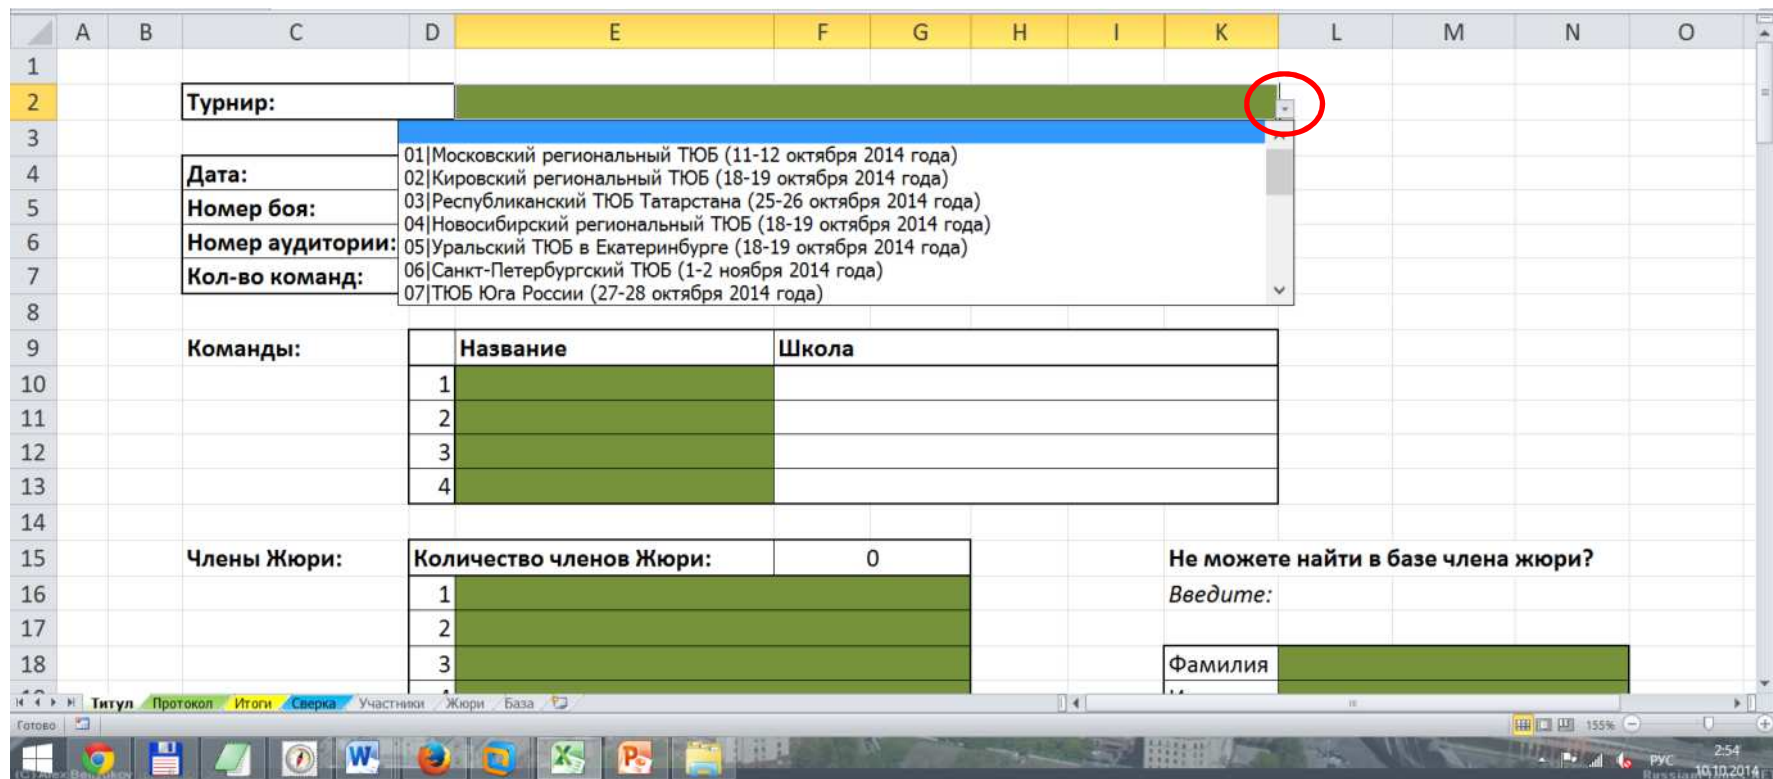 A B C D E F G H I K L M N O
1
2 Турнир:
3
01|Московский региональный ТЮБ (11-12 октября 2014 года)
4 Дата: 02|Кировский региональный ТЮБ (18-19 октября 2014 года)
5 Номер боя: 03|Республиканский ТЮБ Татарстана (25-26 октября 2014 года)
04|Новосибирский региональный ТЮБ (18-19 октября 2014 года)
6 Номер аудитории: 05|Уральский ТЮБ в Екатеринбурге (18-19 октября 2014 года)
7 Кол-во команд: 06|Санкт-Петербургский ТЮБ (1-2 ноября 2014 года)
07|ТЮБ Юга России (27-28 октября 2014 года)
8
9 Команды: Название Школа
10 1
11 2
12 3
13 4
14
15 Члены Жюри: Количество членов Жюри: 0 Не можете найти в базе члена жюри?
16 1 Введите:
17 2
18 3 Фамилия
Титул Протокол Итоги Сверка Участники Жюри База
Готово 155%
РУС 2:54
10.10.2014